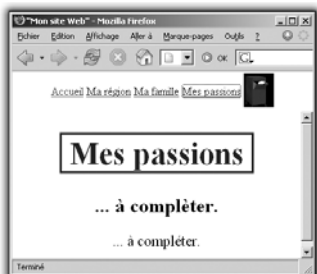 "Mon site Web" - Mozilla Firefox
Fichier Edition Affichage Aller à Marque-pages Outils ?
OK G
Accueil Ma région Ma famille Mes passions
Mes passions
... à complèter.
... à compléter.
Terminé